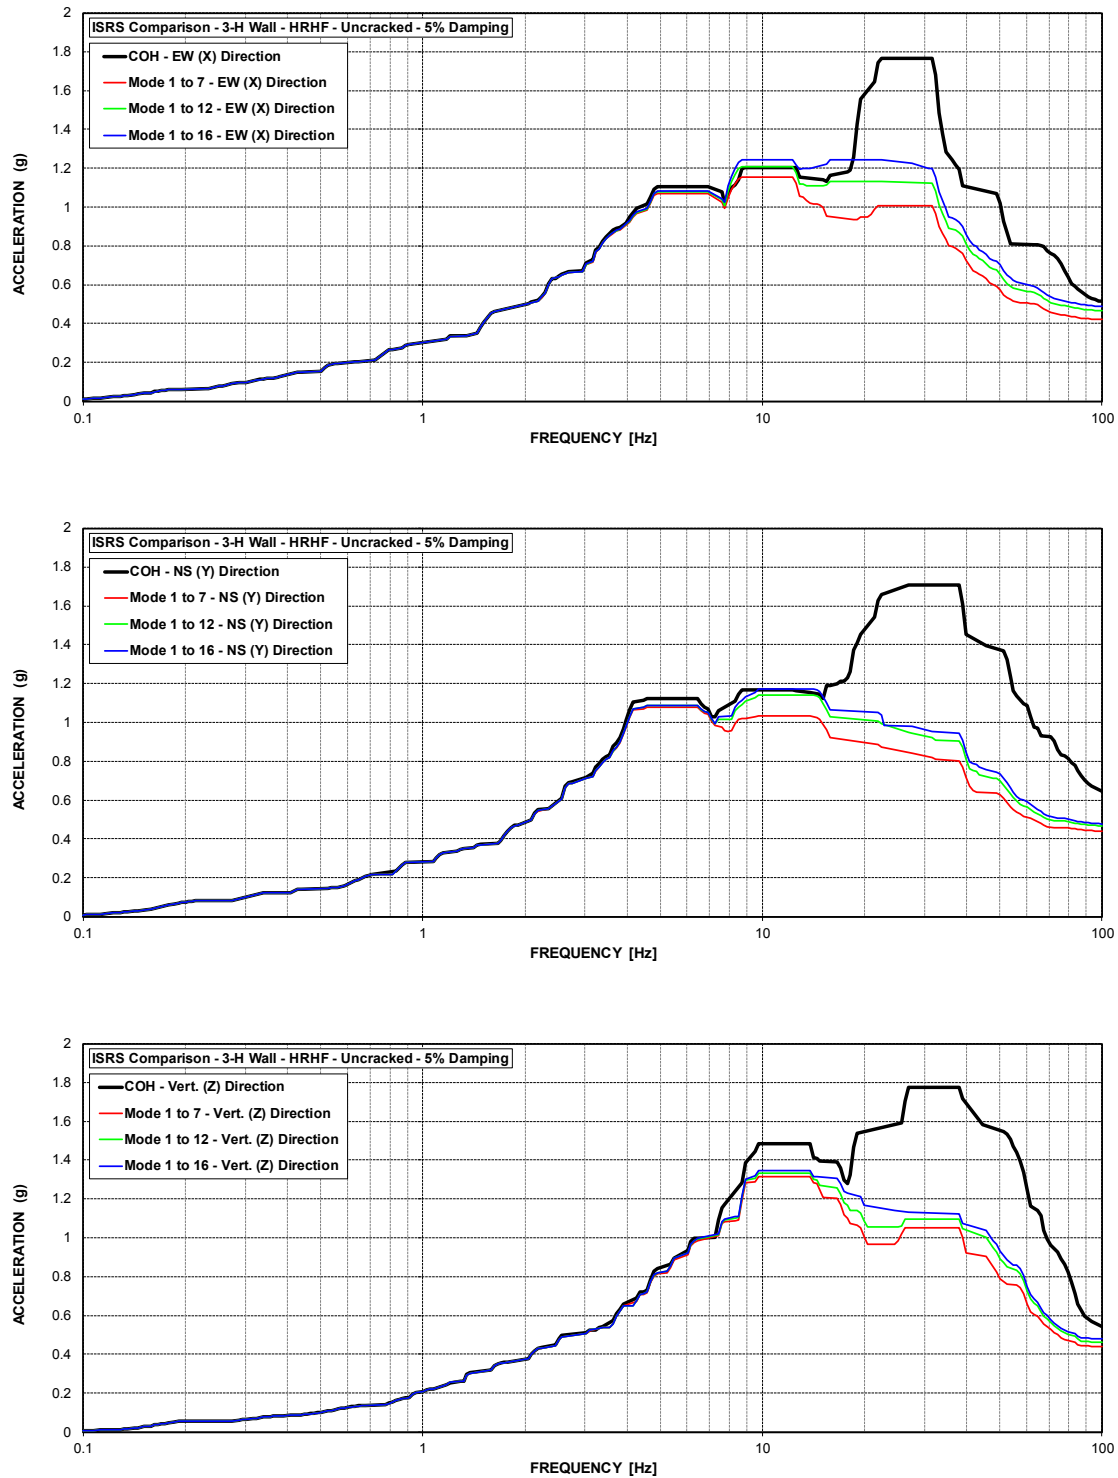 2
ISRS Comparison - 3-H Wall - HRHF - Uncracked - 5% Damping
1.8
COH - EW (X) Direction
Mode 1 to 7 - EW (X) Direction
1.6
Mode 1 to 12 - EW (X) Direction
Mode 1 to 16 - EW (X) Direction
1.4
1.2
1
0.8
0.6
0.4
0.2
0
ACCELERATION (g)
0.1 1 10 100
FREQUENCY [Hz]
2
ISRS Comparison - 3-H Wall - HRHF - Uncracked - 5% Damping
1.8
COH - NS (Y) Direction
Mode 1 to 7 - NS (Y) Direction
1.6
Mode 1 to 12 - NS (Y) Direction
Mode 1 to 16 - NS (Y) Direction
1.4
1.2
1
0.8
0.6
0.4
0.2
0
ACCELERATION (g)
0.1 1 10 100
FREQUENCY [Hz]
2
ISRS Comparison - 3-H Wall - HRHF - Uncracked - 5% Damping
1.8
COH - Vert. (Z) Direction
Mode 1 to 7 - Vert. (Z) Direction
1.6
Mode 1 to 12 - Vert. (Z) Direction
Mode 1 to 16 - Vert. (Z) Direction
1.4
1.2
1
0.8
0.6
0.4
0.2
0
ACCELERATION (g)
0.1 1 10 100
FREQUENCY [Hz]